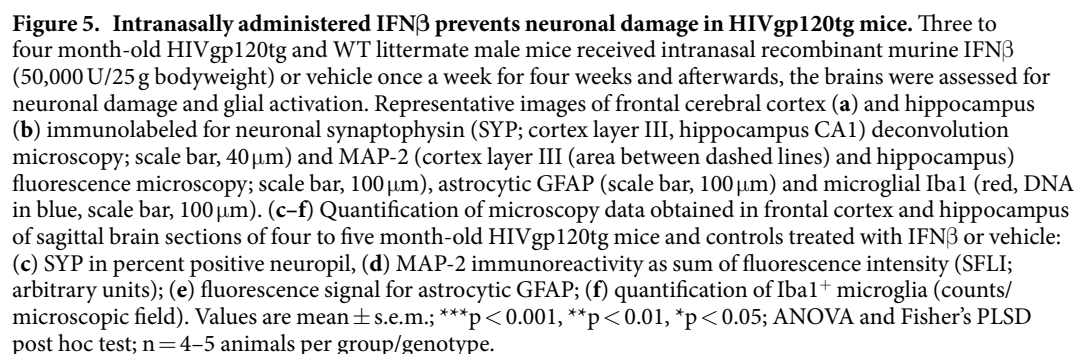 Figure 5. Intranasally administered IFNβ prevents neuronal damage in HIVgp120tg mice. Three to
four month-old HIVgp120tg and WT littermate male mice received intranasal recombinant murine IFNβ
(50,000 U/25 g bodyweight) or vehicle once a week for four weeks and afterwards, the brains were assessed for
neuronal damage and glial activation. Representative images of frontal cerebral cortex (a) and hippocampus
(b) immunolabeled for neuronal synaptophysin (SYP; cortex layer III, hippocampus CA1) deconvolution
microscopy; scale bar, 40 μm) and MAP-2 (cortex layer III (area between dashed lines) and hippocampus)
fluorescence microscopy; scale bar, 100 μm), astrocytic GFAP (scale bar, 100 μm) and microglial Iba1 (red, DNA
in blue, scale bar, 100 μm). (c–f) Quantification of microscopy data obtained in frontal cortex and hippocampus
of sagittal brain sections of four to five month-old HIVgp120tg mice and controls treated with IFNβ or vehicle:
(c) SYP in percent positive neuropil, (d) MAP-2 immunoreactivity as sum of fluorescence intensity (SFLI;
arbitrary units); (e) fluorescence signal for astrocytic GFAP; (f) quantification of Iba1⁺ microglia (counts/
microscopic field). Values are mean ± s.e.m.; ***p < 0.001, **p < 0.01, *p < 0.05; ANOVA and Fisher's PLSD
post hoc test; n = 4–5 animals per group/genotype.